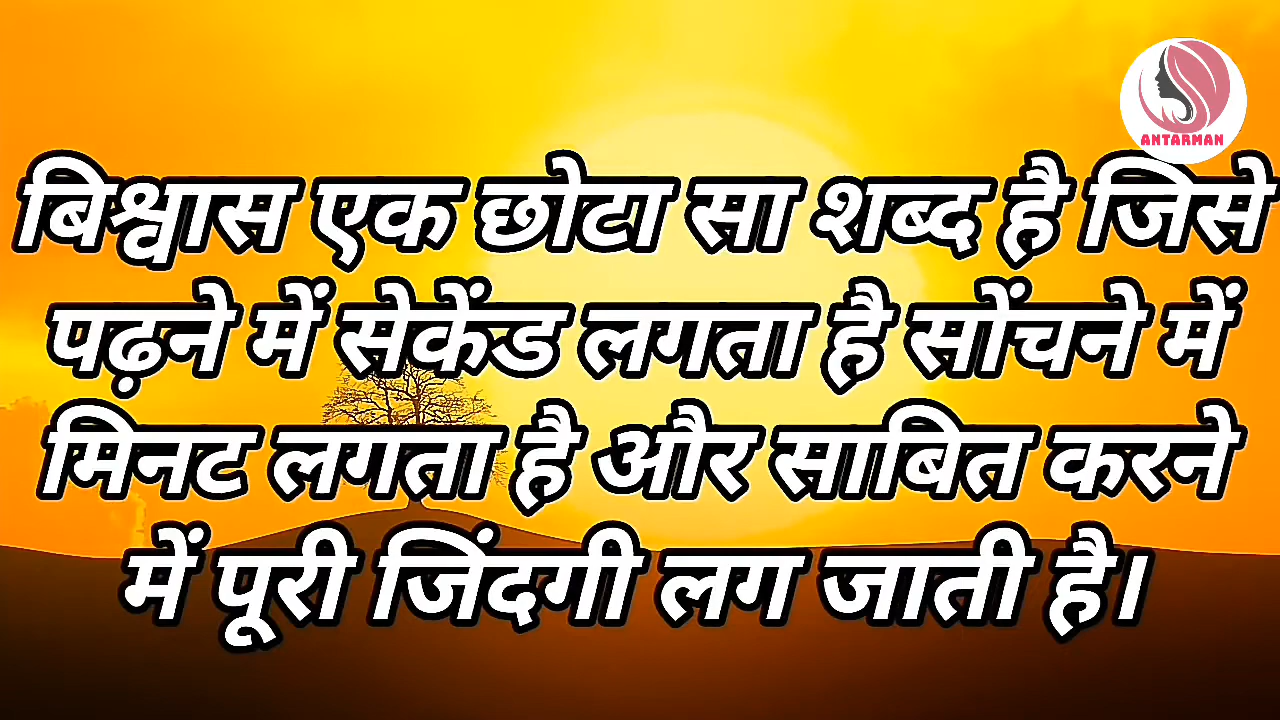 ANTARMAN
बिश्वास एक छोटा सा शब्द है जिसे
पढ़ने में सेकेंड लगता है सोंचने में
मिनट लगता है और साबित करने
में पूरी जिंदगी लग जाती है।